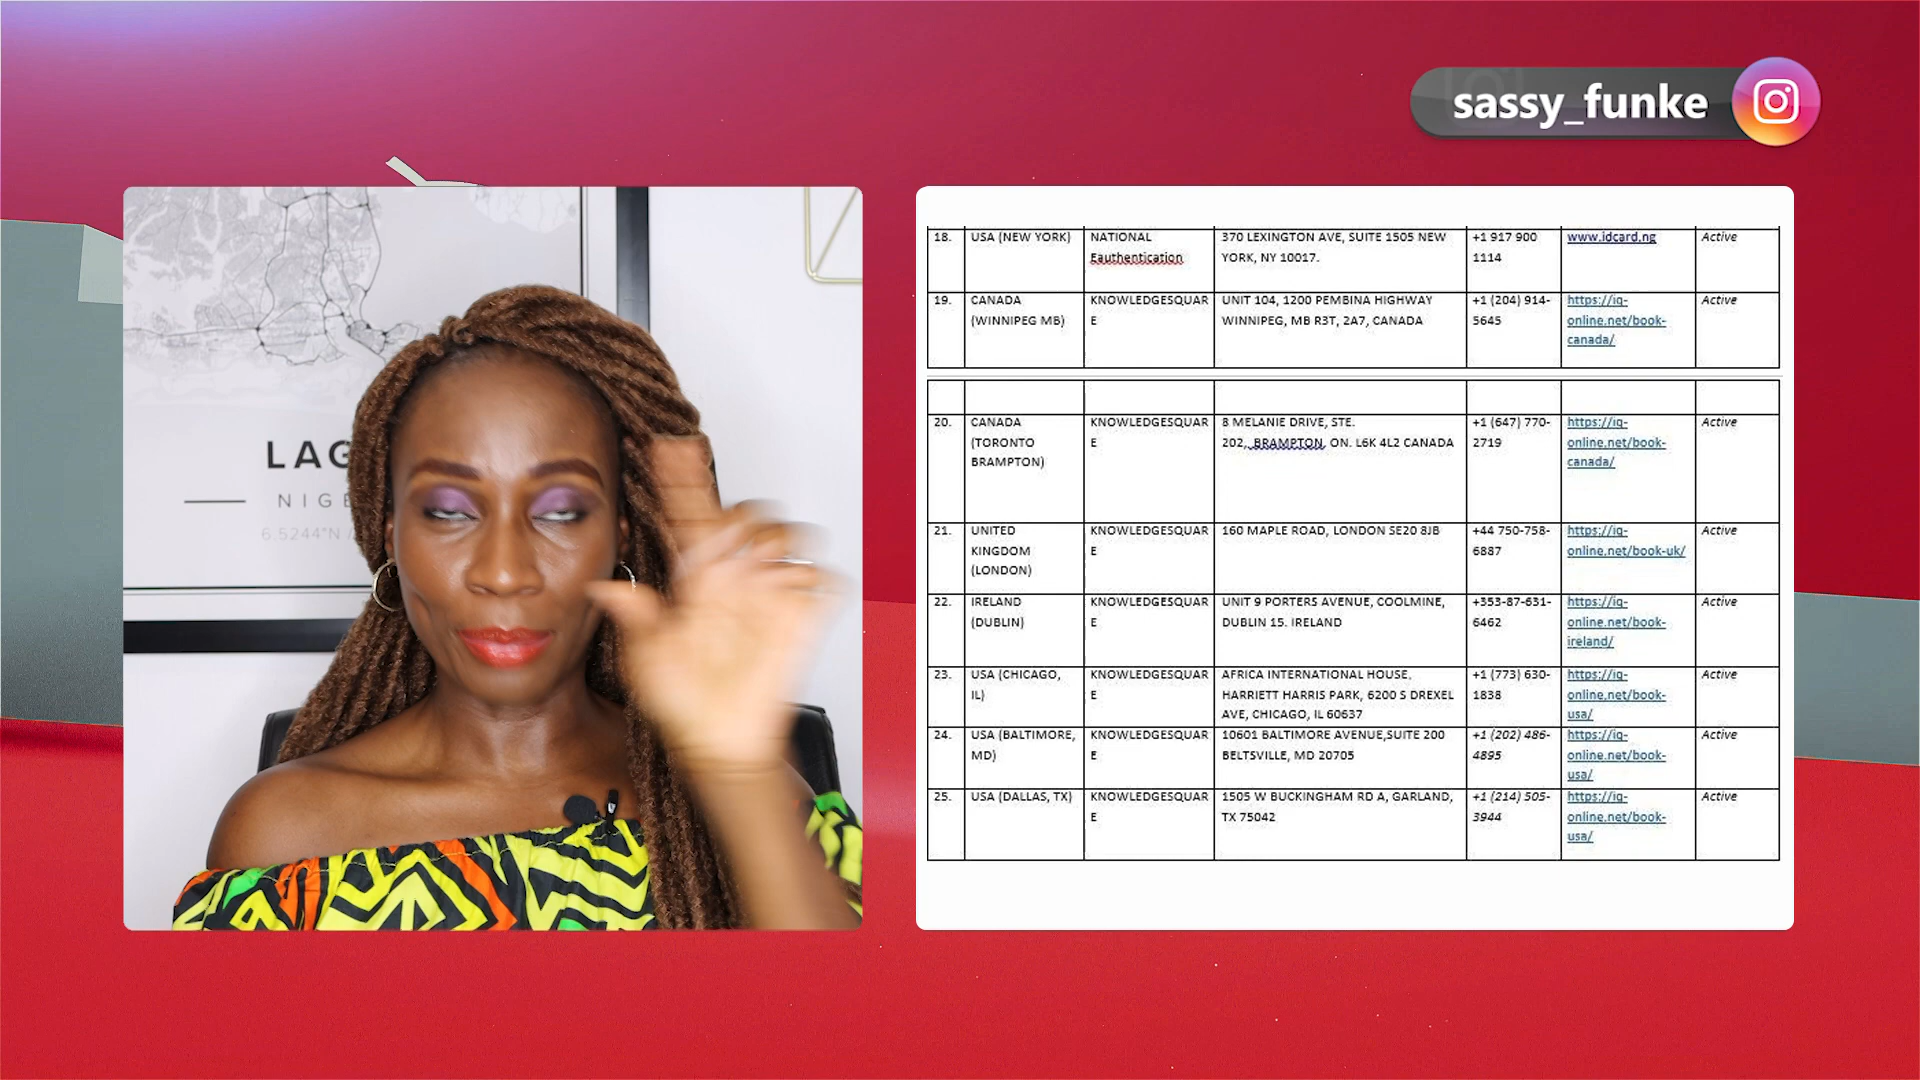 sassy_funke
LAG
NIGE
6.5244°N /
18. USA (NEW YORK) NATIONAL 370 LEXINGTON AVE, SUITE 1505 NEW +1 917 900 www.idcard.ng Active
Eauthentication YORK, NY 10017. 1114
19. CANADA KNOWLEDGESQUAR UNIT 104, 1200 PEMBINA HIGHWAY +1 (204) 914- https://iq- Active
(WINNIPEG MB) E WINNIPEG, MB R3T, 2A7, CANADA 5645 online.net/book-
canada/
20. CANADA KNOWLEDGESQUAR 8 MELANIE DRIVE, STE. +1 (647) 770- https://iq- Active
(TORONTO E 202, BRAMPTON, ON. L6K 4L2 CANADA 2719 online.net/book-
BRAMPTON) canada/
21. UNITED KNOWLEDGESQUAR 160 MAPLE ROAD, LONDON SE20 8JB +44 750-758- https://iq- Active
KINGDOM E 6887 online.net/book-uk/
(LONDON)
22. IRELAND KNOWLEDGESQUAR UNIT 9 PORTERS AVENUE, COOLMINE, +353-87-631- https://iq- Active
(DUBLIN) E DUBLIN 15. IRELAND 6462 online.net/book-
ireland/
23. USA (CHICAGO, KNOWLEDGESQUAR AFRICA INTERNATIONAL HOUSE, +1 (773) 630- https://iq- Active
IL) E HARRIETT HARRIS PARK, 6200 S DREXEL 1838 online.net/book-
AVE, CHICAGO, IL 60637 usa/
24. USA (BALTIMORE, KNOWLEDGESQUAR 10601 BALTIMORE AVENUE,SUITE 200 +1 (202) 486- https://iq- Active
MD) E BELTSVILLE, MD 20705 4895 online.net/book-
usa/
25. USA (DALLAS, TX) KNOWLEDGESQUAR 1505 W BUCKINGHAM RD A, GARLAND, +1 (214) 505- https://iq- Active
E TX 75042 3944 online.net/book-
usa/